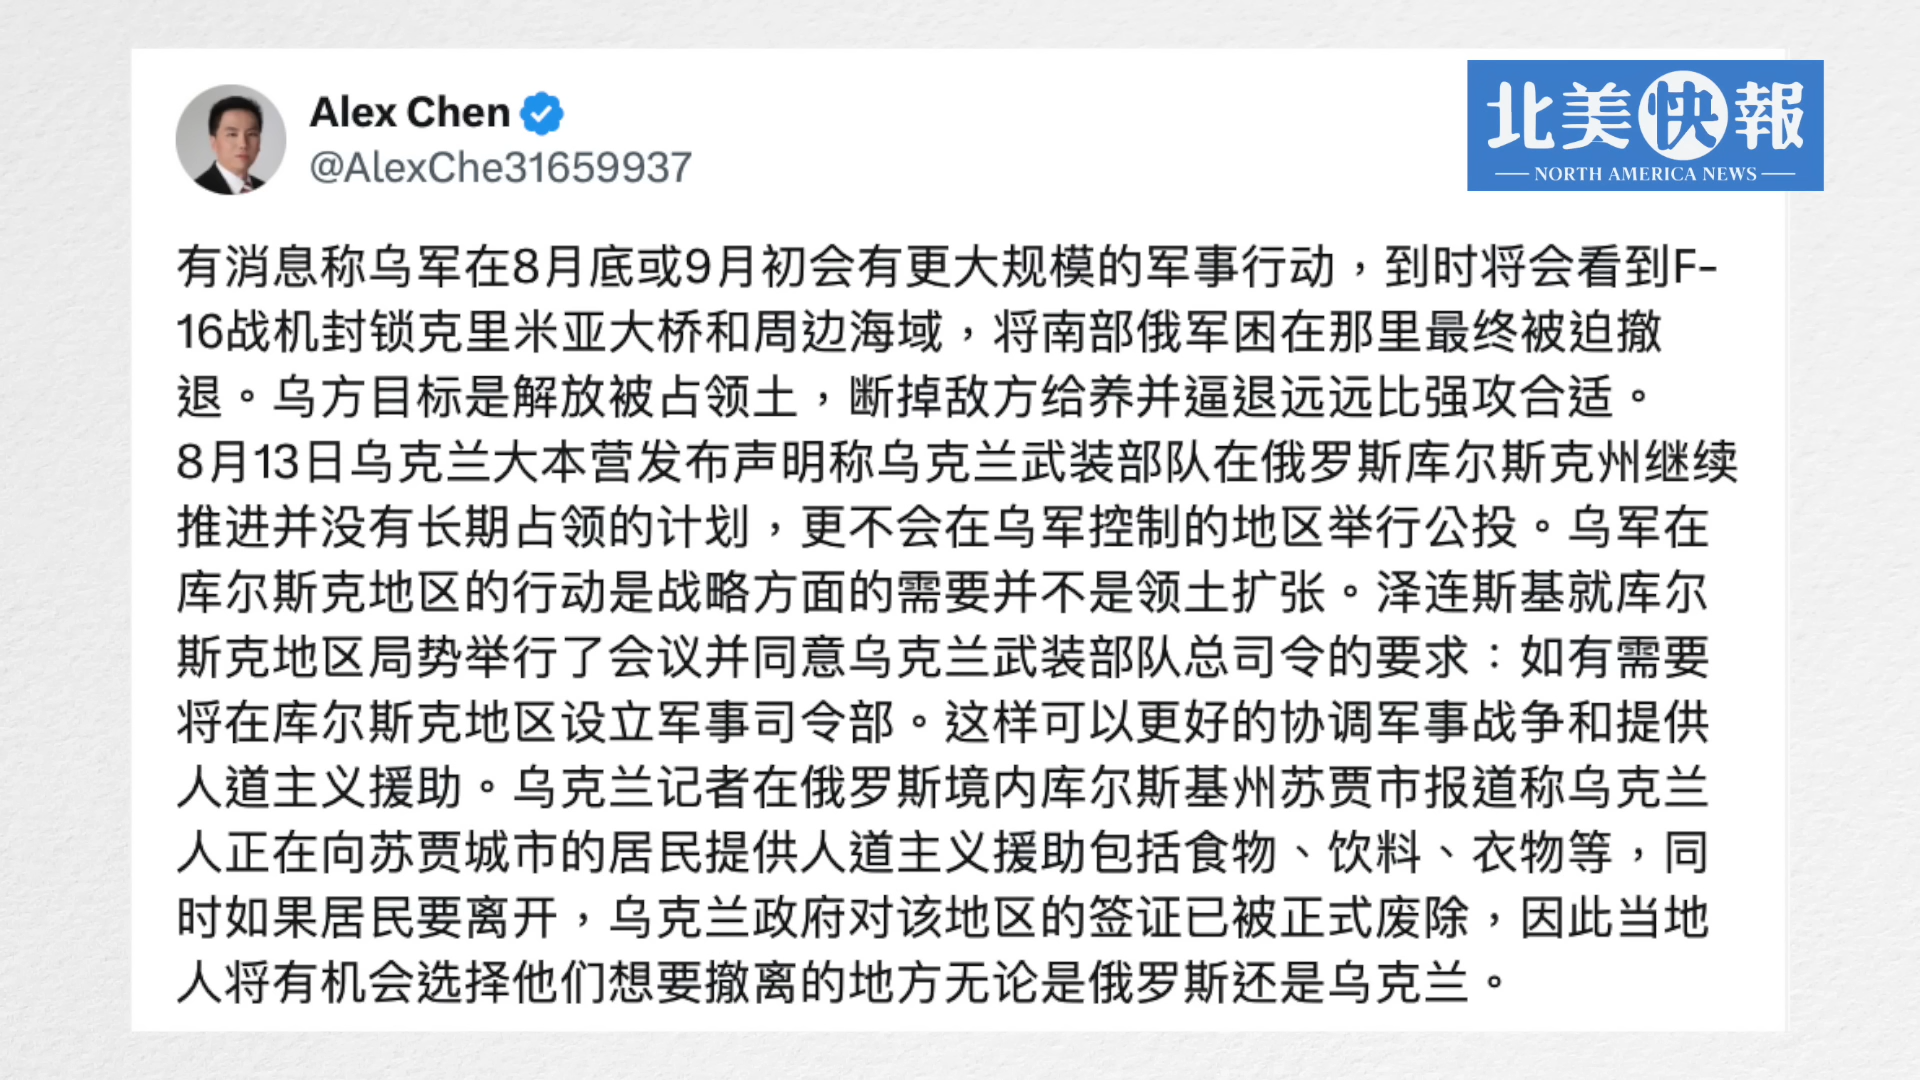 Alex Chen
@AlexChe31659937
北美快報
NORTH AMERICA NEWS
有消息称乌军在8月底或9月初会有更大规模的军事行动，到时将会看到F-
16战机封锁克里米亚大桥和周边海域，将南部俄军困在那里最终被迫撤
退。乌方目标是解放被占领土，断掉敌方给养并逼退远远比强攻合适。
8月13日乌克兰大本营发布声明称乌克兰武装部队在俄罗斯库尔斯克州继续
推进并没有长期占领的计划，更不会在乌军控制的地区举行公投。乌军在
库尔斯克地区的行动是战略方面的需要并不是领土扩张。泽连斯基就库尔
斯克地区局势举行了会议并同意乌克兰武装部队总司令的要求：如有需要
将在库尔斯克地区设立军事司令部。这样可以更好的协调军事战争和提供
人道主义援助。乌克兰记者在俄罗斯境内库尔斯基州苏贾市报道称乌克兰
人正在向苏贾城市的居民提供人道主义援助包括食物、饮料、衣物等，同
时如果居民要离开，乌克兰政府对该地区的签证已被正式废除，因此当地
人将有机会选择他们想要撤离的地方无论是俄罗斯还是乌克兰。